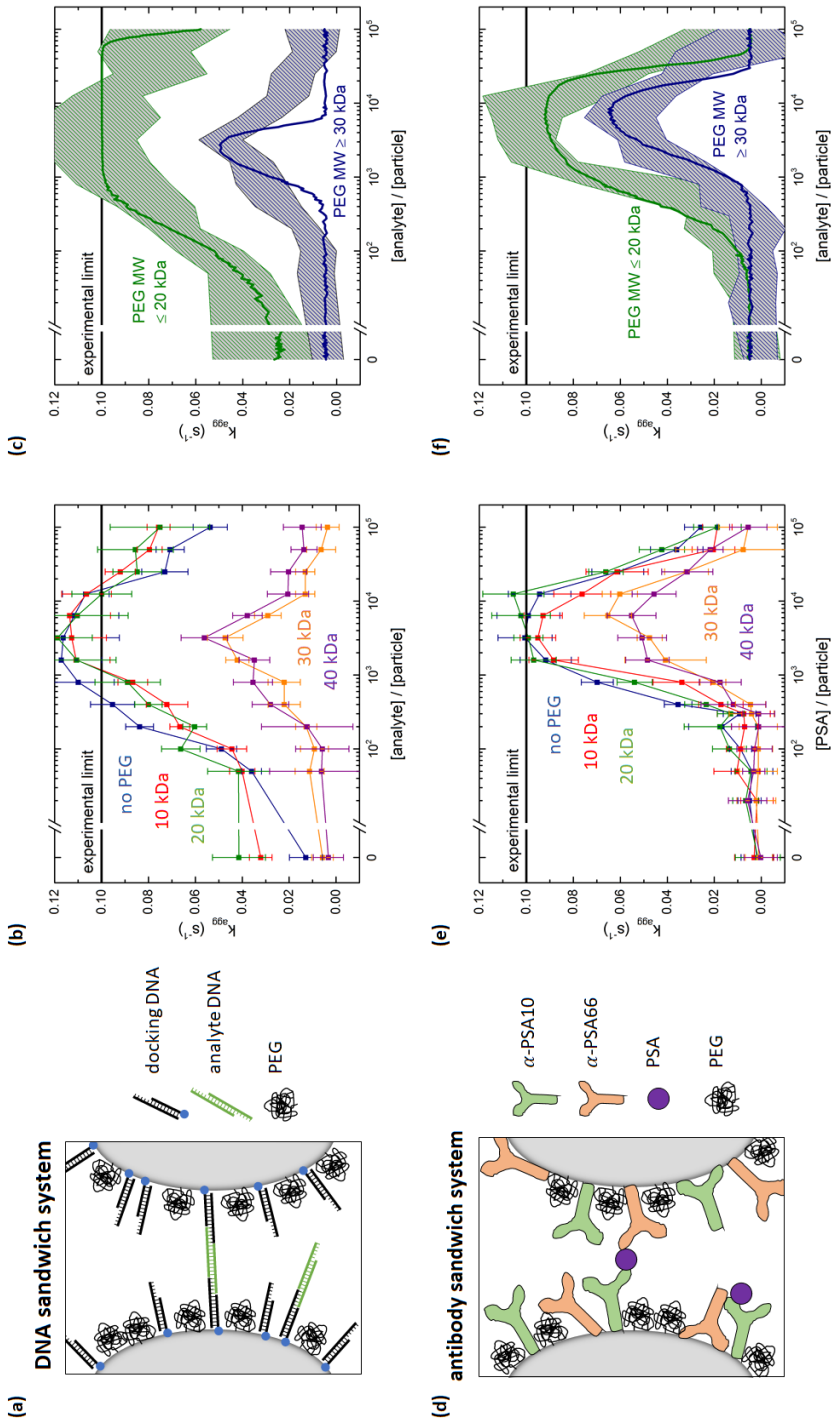 (a)
DNA sandwich system
docking DNA
analyte DNA
PEG
(b)
0.12
0.10
0.08
0.06
0.04
0.02
0.00
K_agg (s⁻¹)
experimental limit
no PEG
10 kDa
20 kDa
30 kDa
40 kDa
0
10²
10³
10⁴
10⁵
[analyte] / [particle]
(c)
0.12
0.10
0.08
0.06
0.04
0.02
0.00
K_agg (s⁻¹)
experimental limit
PEG MW
≤ 20 kDa
PEG MW ≥ 30 kDa
0
10²
10³
10⁴
10⁵
[analyte] / [particle]
(d)
antibody sandwich system
α-PSA10
α-PSA66
PSA
PEG
(e)
0.12
0.10
0.08
0.06
0.04
0.02
0.00
K_agg (s⁻¹)
experimental limit
no PEG
10 kDa
20 kDa
30 kDa
40 kDa
0
10²
10³
10⁴
10⁵
[PSA] / [particle]
(f)
0.12
0.10
0.08
0.06
0.04
0.02
0.00
K_agg (s⁻¹)
experimental limit
PEG MW ≤ 20 kDa
PEG MW
≥ 30 kDa
0
10²
10³
10⁴
10⁵
[analyte] / [particle]